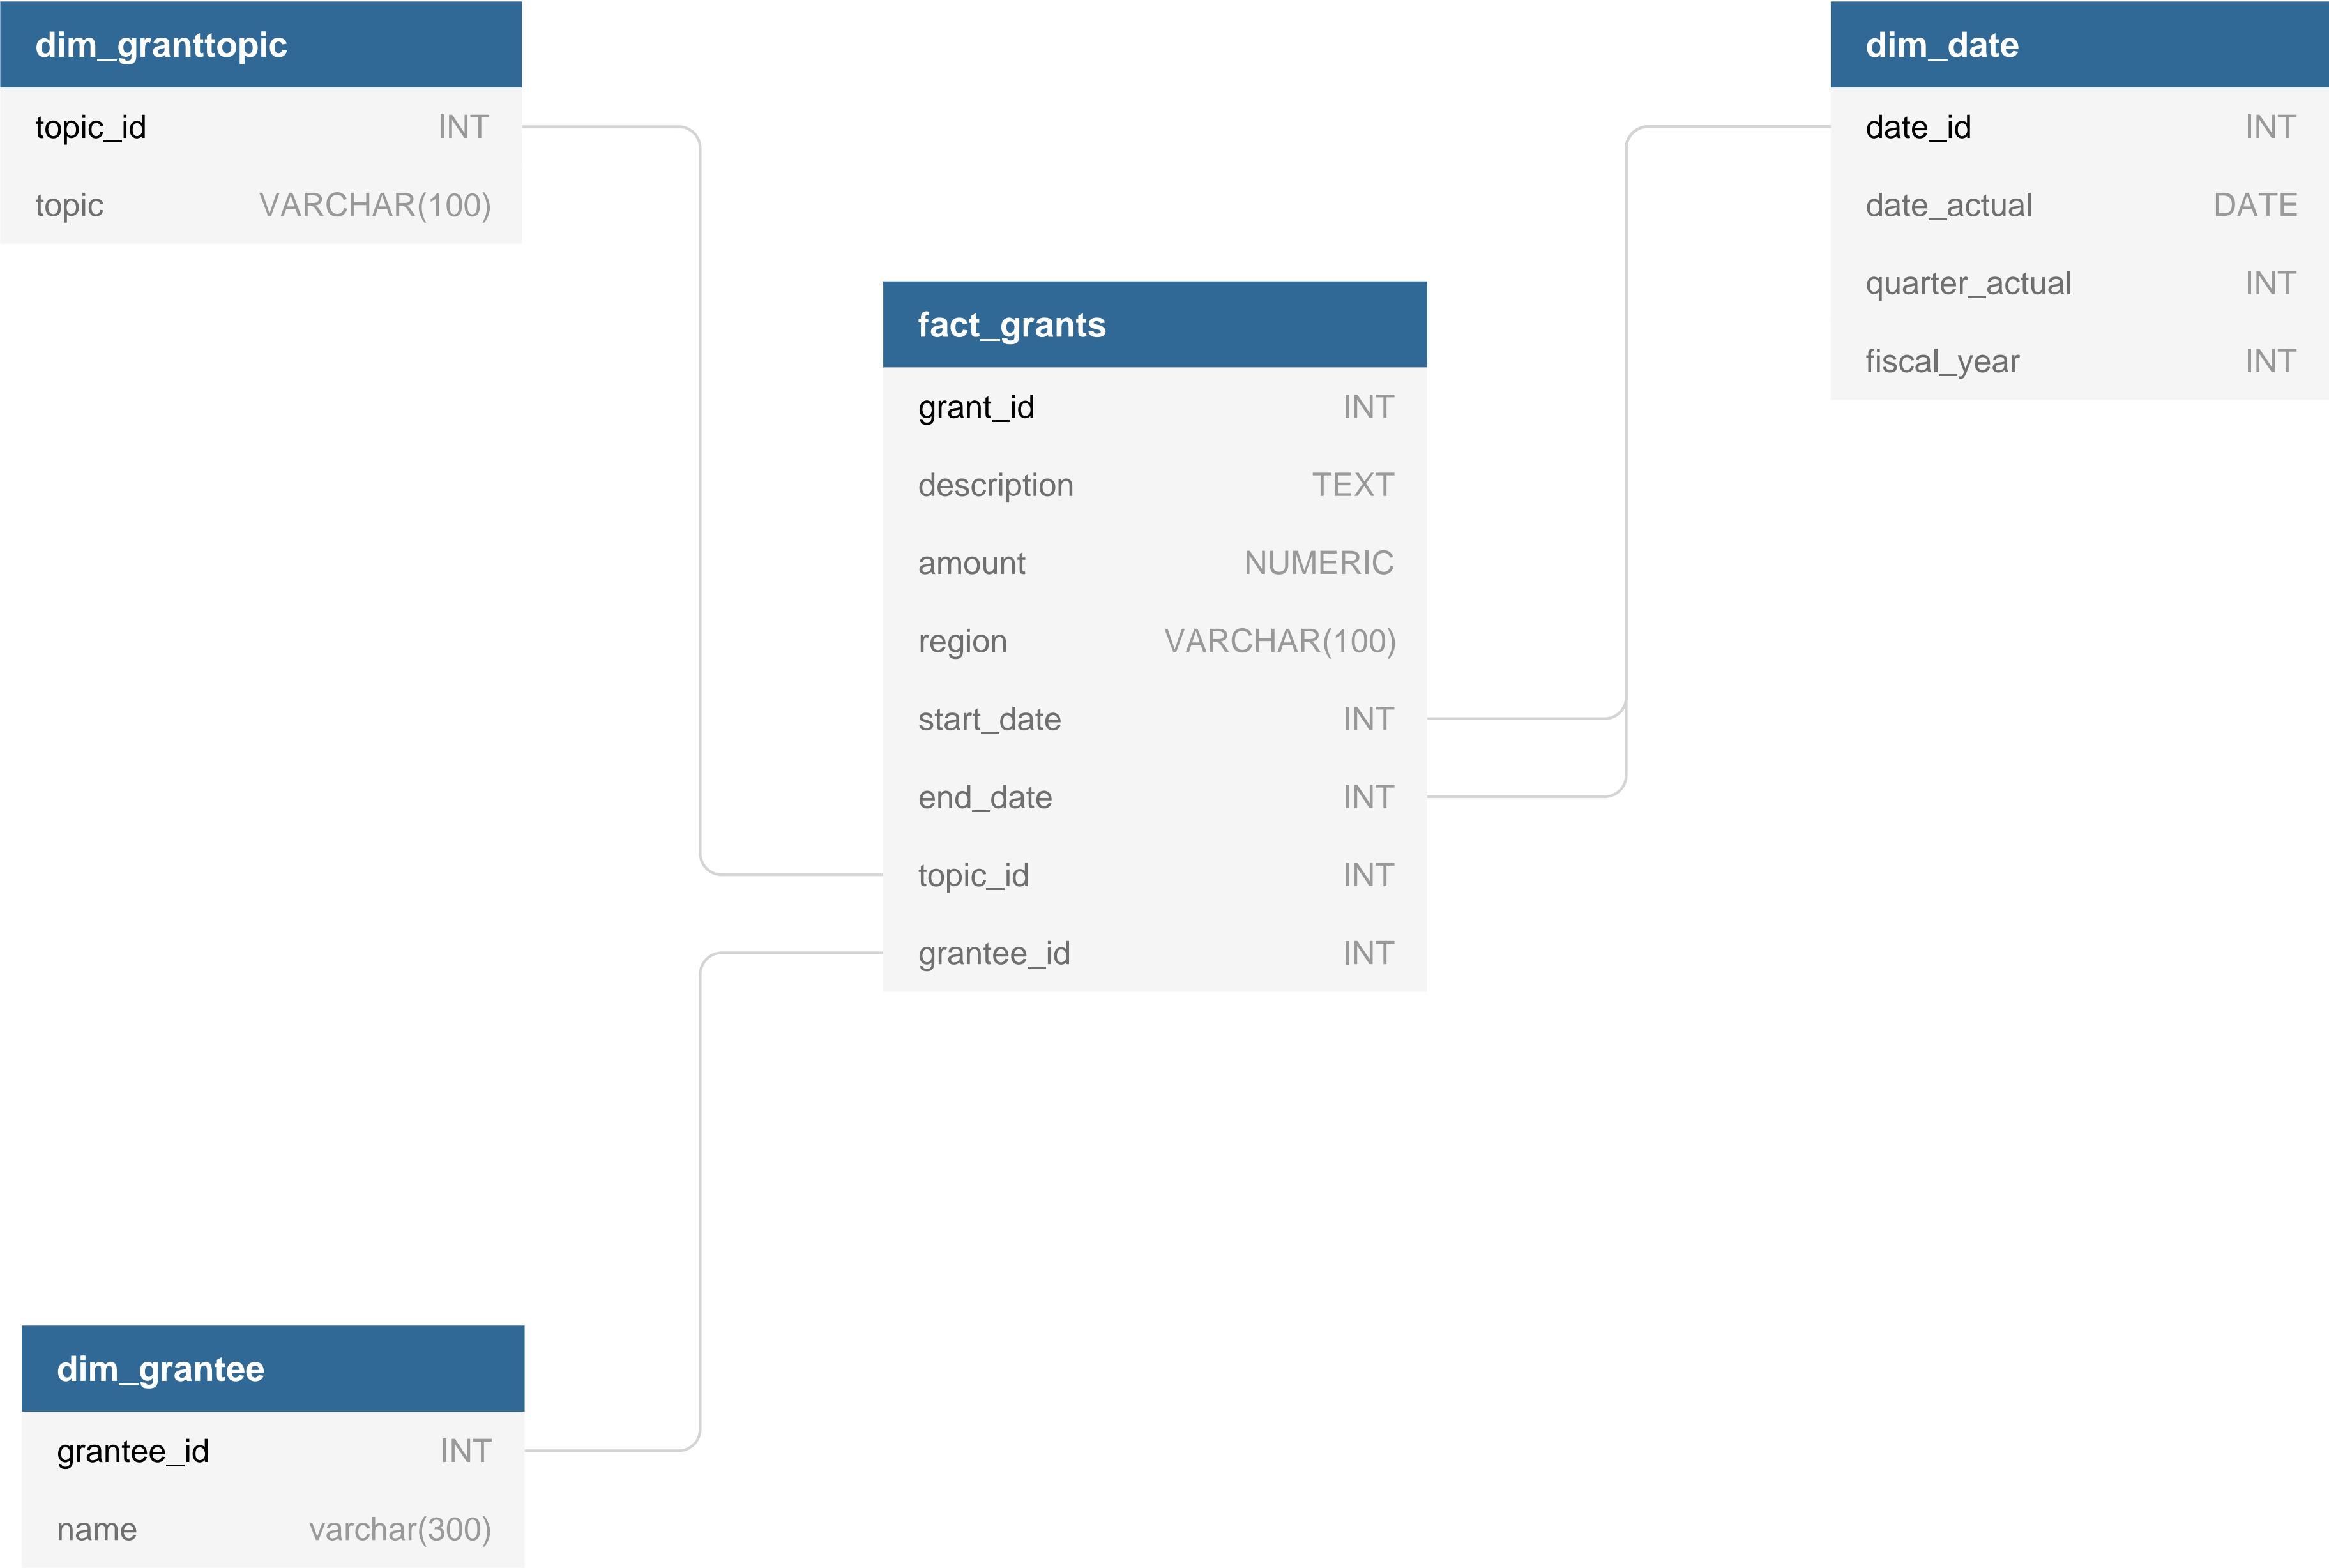 dim_granttopic
topic_id INT
topic VARCHAR(100)
dim_date
date_id INT
date_actual DATE
quarter_actual INT
fiscal_year INT
fact_grants
grant_id INT
description TEXT
amount NUMERIC
region VARCHAR(100)
start_date INT
end_date INT
topic_id INT
grantee_id INT
dim_grantee
grantee_id INT
name varchar(300)